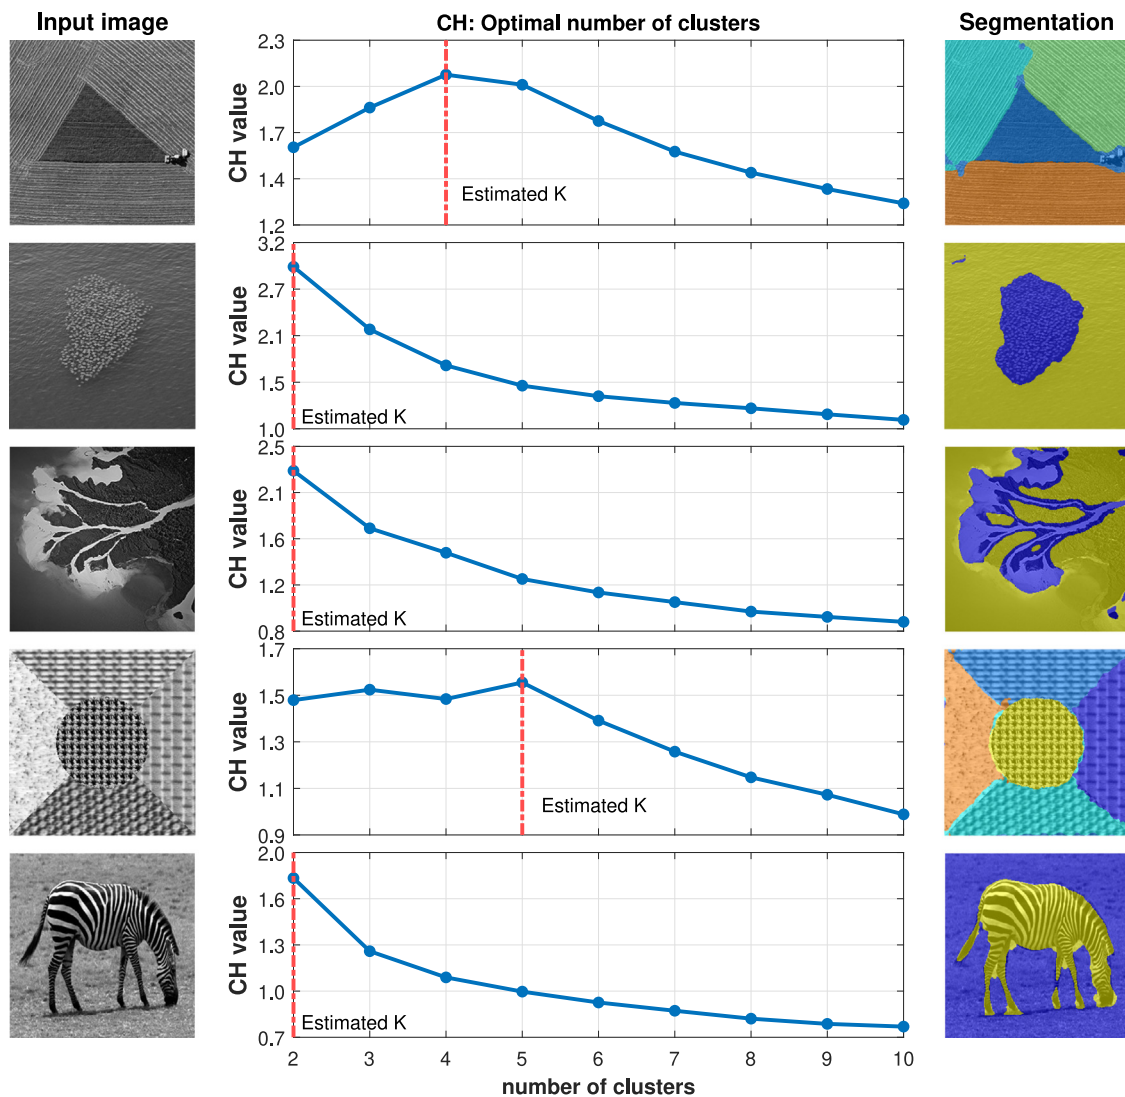 Input image
CH: Optimal number of clusters
Segmentation
2.3
2.0
1.7
1.4
1.2
CH value
Estimated K
3.2
2.7
2.1
1.5
1.0
CH value
Estimated K
2.5
2.1
1.6
1.2
0.8
CH value
Estimated K
1.7
1.5
1.3
1.1
0.9
CH value
Estimated K
2.0
1.6
1.3
1.0
0.7
CH value
Estimated K
2 3 4 5 6 7 8 9 10
number of clusters